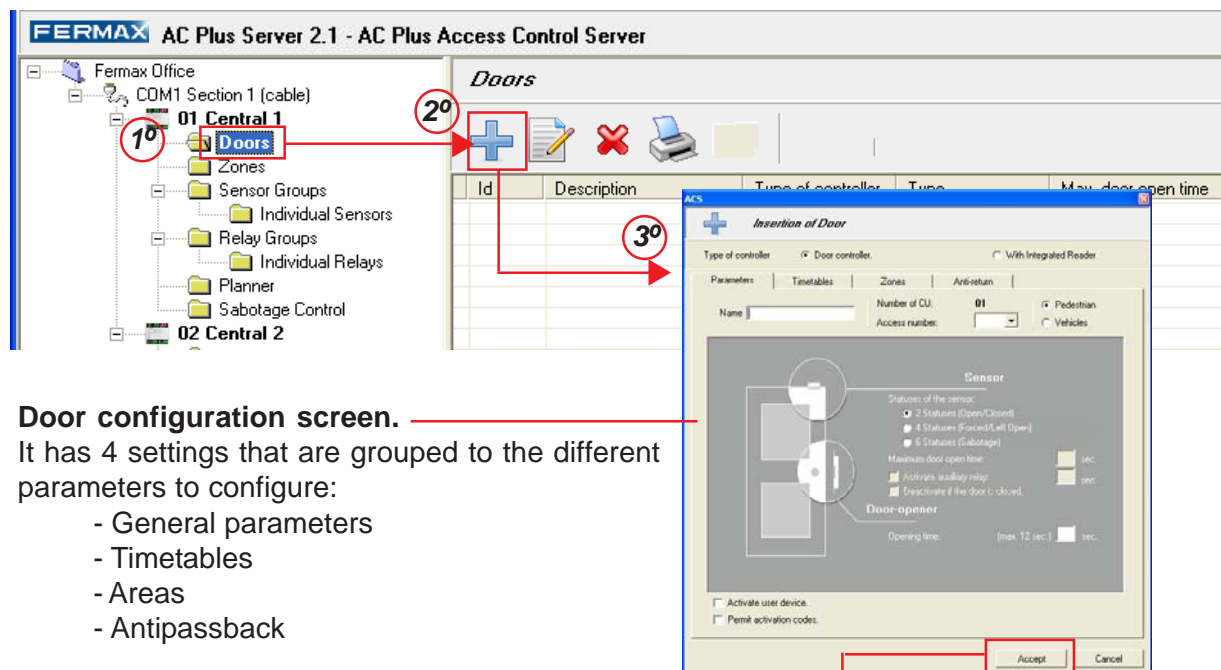 FERMAX AC Plus Server 2.1 - AC Plus Access Control Server
Fermax Office
COM1 Section 1 (cable)
01 Central 1
Doors
Zones
Sensor Groups
Individual Sensors
Relay Groups
Individual Relays
Planner
Sabotage Control
02 Central 2
1º
2º
3º
Doors
Id Description Type of controller Type Max. door open time
ACS
Insertion of Door
Type of controller Door controller. With Integrated Reader
Parameters Timetables Zones Anti-return
Name
Number of CU: 01
Access number:
Pedestrian
Vehicles
Sensor
Statuses of the sensor:
2 Statuses (Open/Closed)
4 Statuses (Forced/Left Open)
6 Statuses (Sabotage)
Maximum door open time: sec.
Activate auxiliary relay: sec.
Deactivate if the door is closed.
Door-opener
Opening time: (max. 12 sec.) sec.
Activate user device.
Permit activation codes.
Accept Cancel
Door configuration screen.
It has 4 settings that are grouped to the different
parameters to configure:
- General parameters
- Timetables
- Areas
- Antipassback